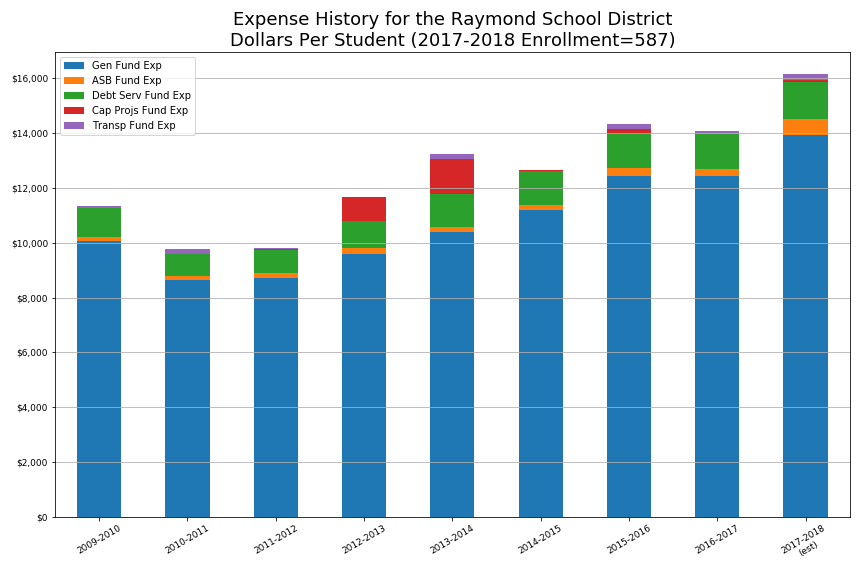 Expense History for the Raymond School District
Dollars Per Student (2017-2018 Enrollment=587)
Gen Fund Exp
ASB Fund Exp
Debt Serv Fund Exp
Cap Projs Fund Exp
Transp Fund Exp
$16,000
$14,000
$12,000
$10,000
$8,000
$6,000
$4,000
$2,000
$0
2009-2010
2010-2011
2011-2012
2012-2013
2013-2014
2014-2015
2015-2016
2016-2017
2017-2018
(est)